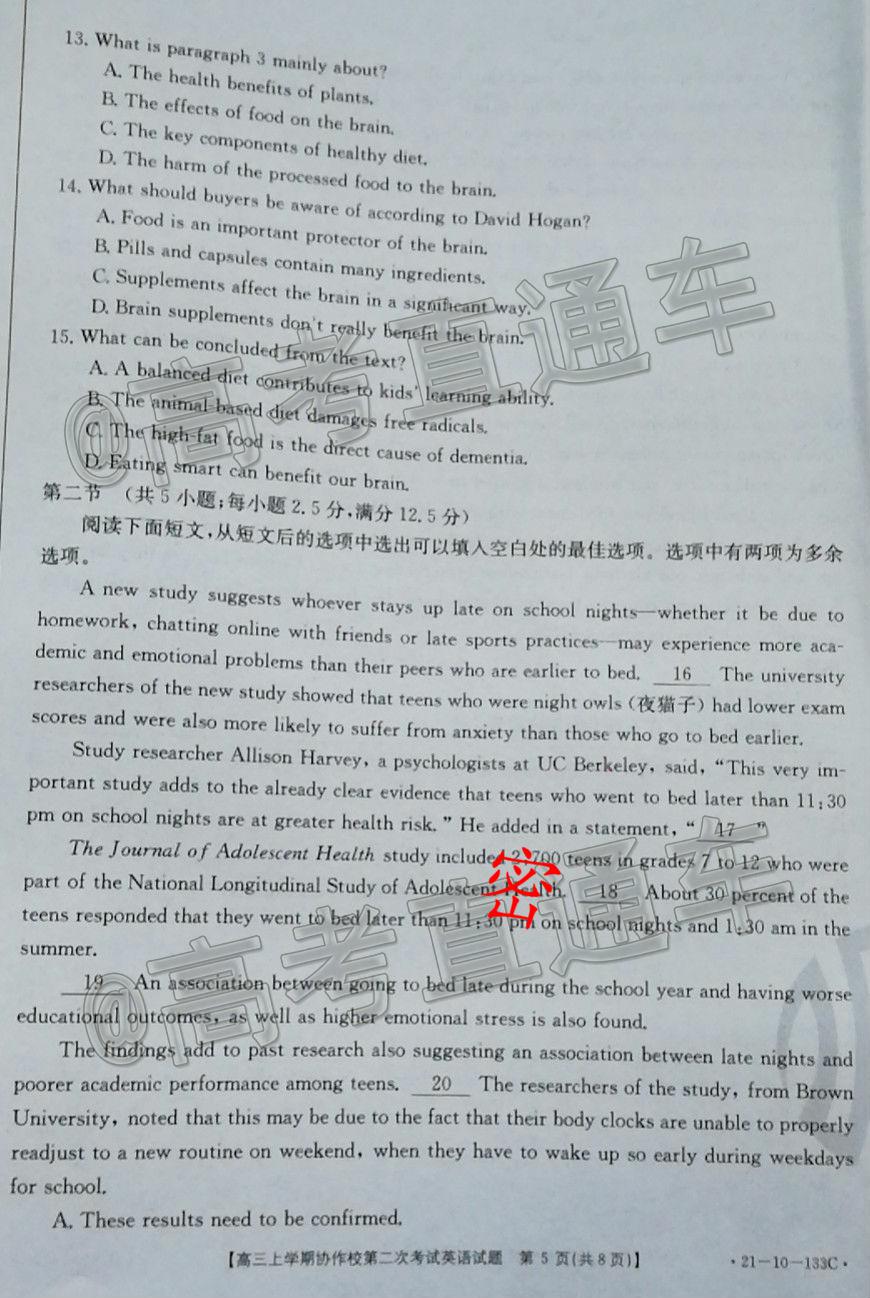 13. What is paragraph 3 mainly about?
A. The health benefits of plants.
B. The effects of food on the brain.
C. The key components of healthy diet.
D. The harm of the processed food to the brain.
14. What should buyers be aware of according to David Hogan?
A. Food is an important protector of the brain.
B. Pills and capsules contain many ingredients.
C. Supplements affect the brain in a significant way.
D. Brain supplements don't really benefit the brain.
15. What can be concluded from the text?
A. A balanced diet contributes to kids' learning ability.
B. The animal-based diet damages free radicals.
C. The high-fat food is the direct cause of dementia.
D. Eating smart can benefit our brain.
@高考直通车
第二节 (共5小题;每小题2.5分,满分12.5分)
阅读下面短文,从短文后的选项中选出可以填入空白处的最佳选项。选项中有两项为多余
选项。
A new study suggests whoever stays up late on school nights—whether it be due to
homework, chatting online with friends or late sports practices—may experience more aca-
demic and emotional problems than their peers who are earlier to bed. 16 The university
researchers of the new study showed that teens who were night owls (夜猫子) had lower exam
scores and were also more likely to suffer from anxiety than those who go to bed earlier.
Study researcher Allison Harvey, a psychologists at UC Berkeley, said, "This very im-
portant study adds to the already clear evidence that teens who went to bed later than 11:30
pm on school nights are at greater health risk." He added in a statement, " 17 "
The Journal of Adolescent Health study included 2,700 teens in grades 7 to 12 who were
part of the National Longitudinal Study of Adolescent Health. 18 About 30 percent of the
teens responded that they went to bed later than 11:30 pm on school nights and 1:30 am in the
summer.
密
@高考直通车
19 An association between going to bed late during the school year and having worse
educational outcomes, as well as higher emotional stress is also found.
The findings add to past research also suggesting an association between late nights and
poorer academic performance among teens. 20 The researchers of the study, from Brown
University, noted that this may be due to the fact that their body clocks are unable to properly
readjust to a new routine on weekend, when they have to wake up so early during weekdays
for school.
A. These results need to be confirmed.
【高三上学期协作校第二次考试英语试题 第5页(共8页)】
·21-10-133C·